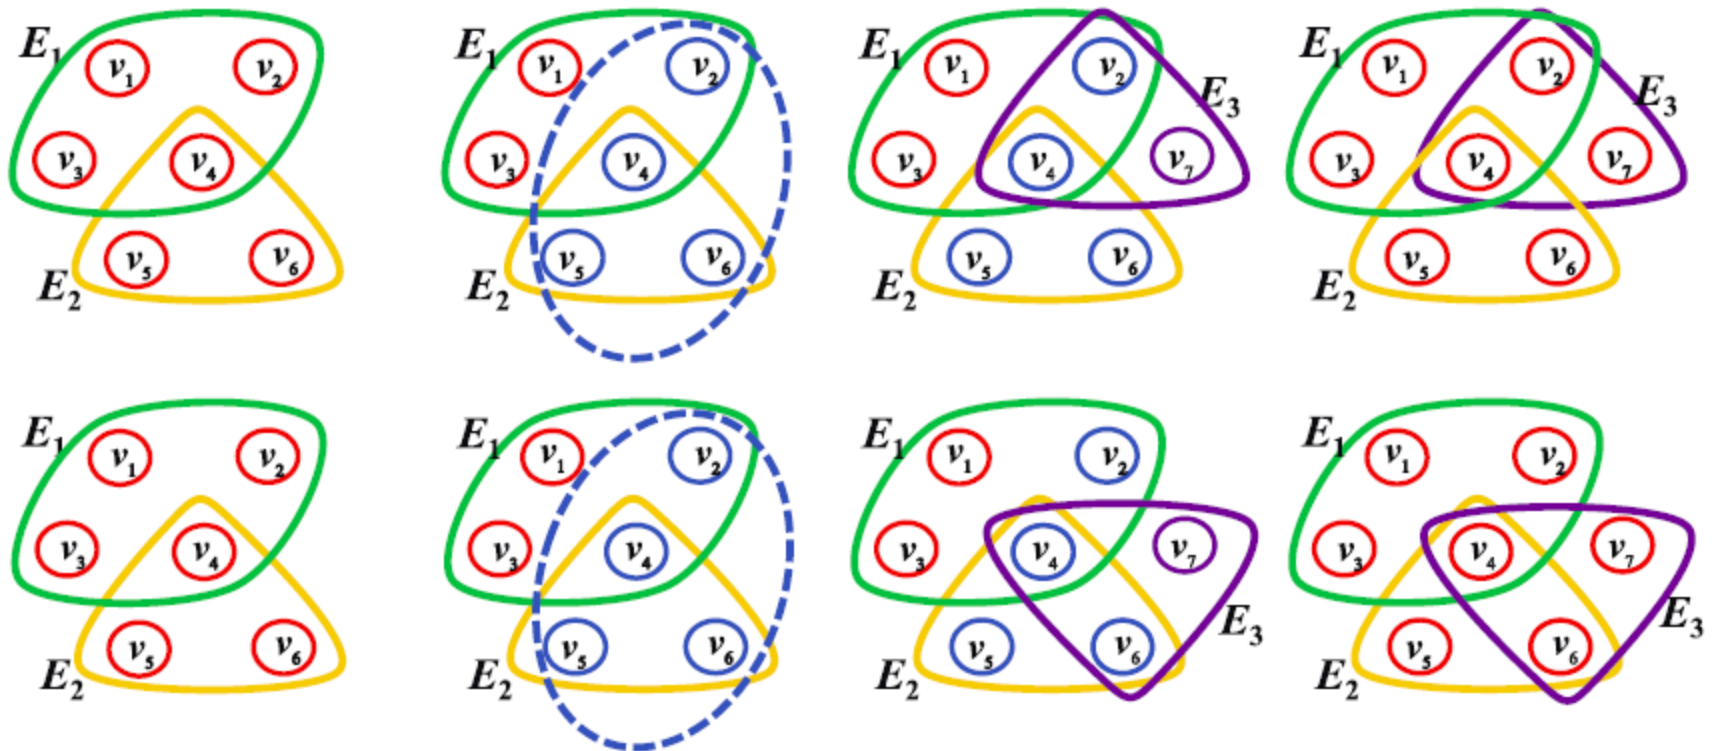 E₁ v₁ v₂ E₁ v₁ v₂ E₁ v₁ v₂ E₃ E₁ v₁ v₂ E₃
v₃ v₄ v₃ v₄ v₃ v₄ v₇ v₃ v₄ v₇
E₂ v₅ v₆ E₂ v₅ v₆ E₂ v₅ v₆ E₂ v₅ v₆
E₁ v₁ v₂ E₁ v₁ v₂ E₁ v₁ v₂ E₁ v₁ v₂
v₃ v₄ v₃ v₄ v₃ v₄ v₇ v₃ v₄ v₇
E₂ v₅ v₆ E₂ v₅ v₆ E₂ v₅ v₆ E₃ E₂ v₅ v₆ E₃